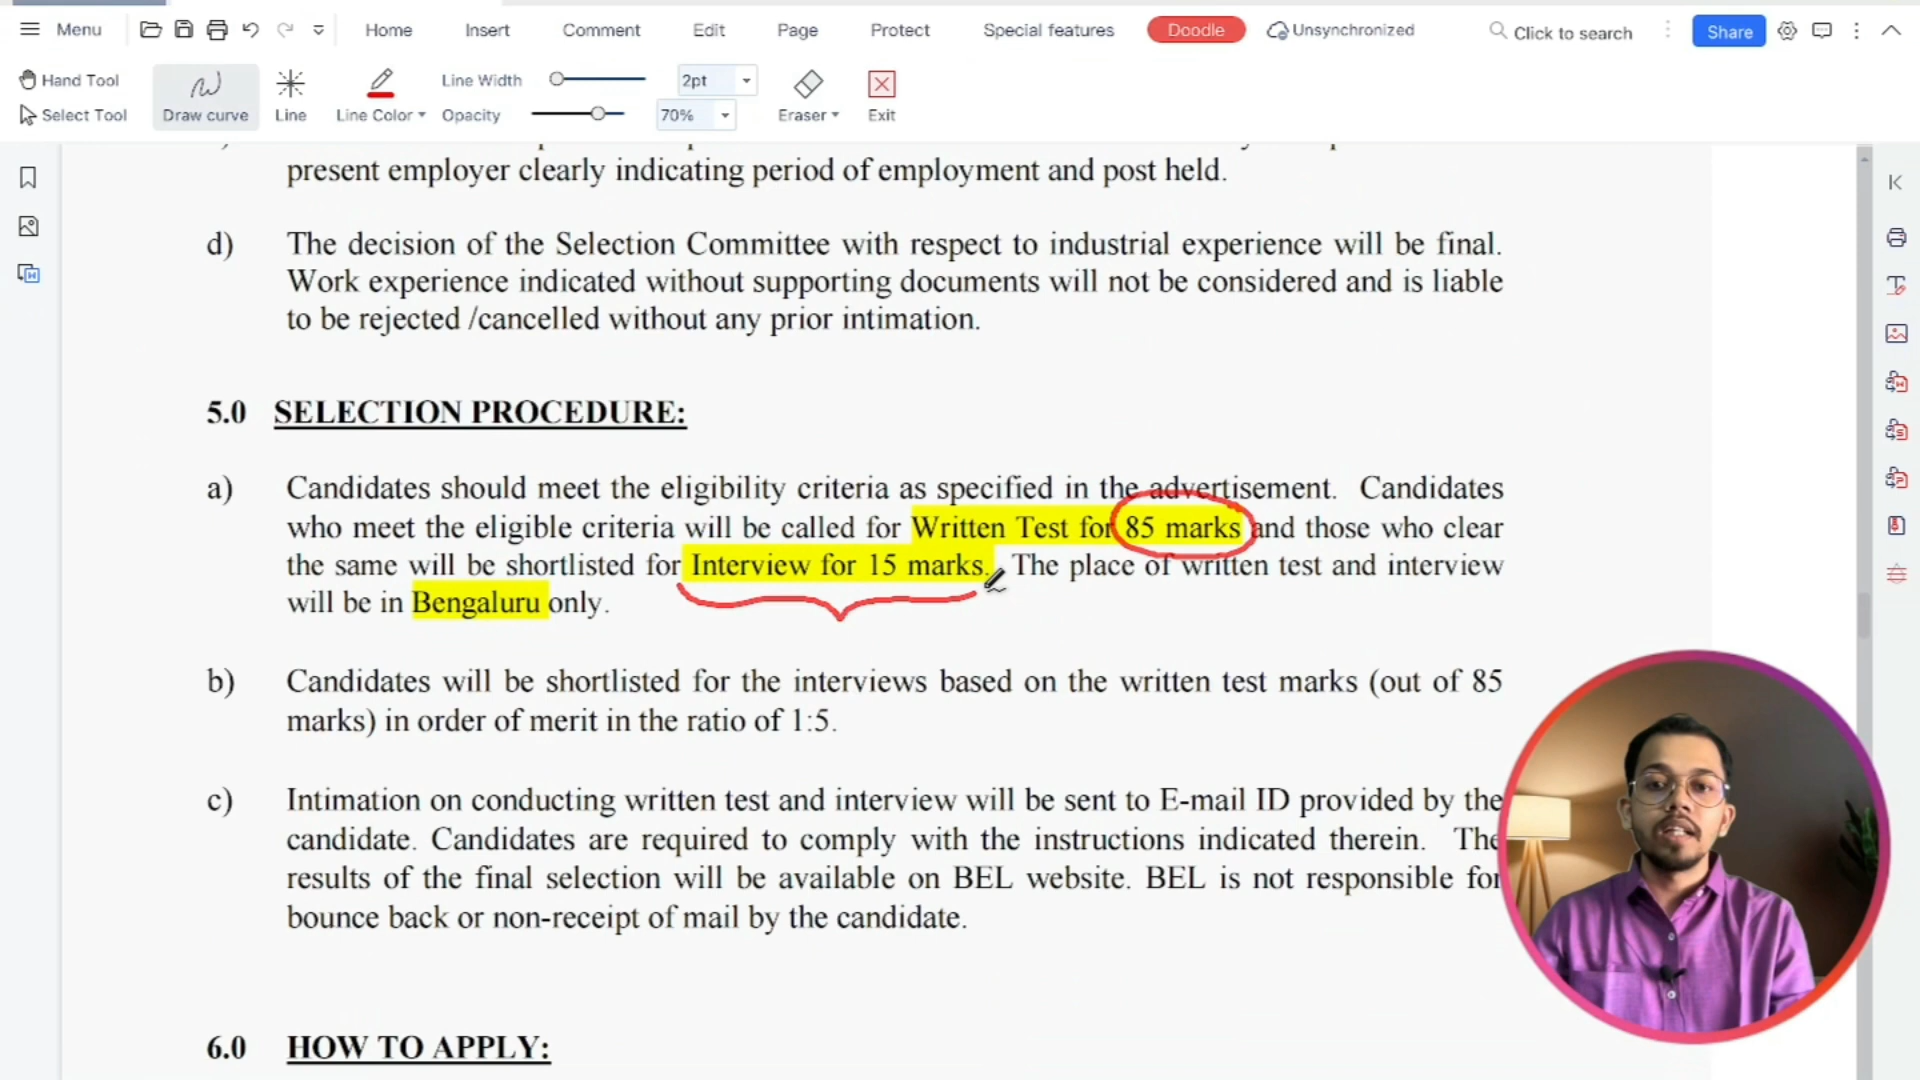 Menu
Home
Insert
Comment
Edit
Page
Protect
Special features
Doodle
Unsynchronized
Click to search
Share
Hand Tool
Select Tool
Draw curve
Line
Line Color
Line Width
2pt
Opacity
70%
Eraser
Exit
present employer clearly indicating period of employment and post held.
d) The decision of the Selection Committee with respect to industrial experience will be final.
Work experience indicated without supporting documents will not be considered and is liable
to be rejected /cancelled without any prior intimation.
5.0 SELECTION PROCEDURE:
a) Candidates should meet the eligibility criteria as specified in the advertisement. Candidates
who meet the eligible criteria will be called for Written Test for 85 marks and those who clear
the same will be shortlisted for Interview for 15 marks. The place of written test and interview
will be in Bengaluru only.
b) Candidates will be shortlisted for the interviews based on the written test marks (out of 85
marks) in order of merit in the ratio of 1:5.
c) Intimation on conducting written test and interview will be sent to E-mail ID provided by the
candidate. Candidates are required to comply with the instructions indicated therein. The
results of the final selection will be available on BEL website. BEL is not responsible for
bounce back or non-receipt of mail by the candidate.
6.0 HOW TO APPLY: